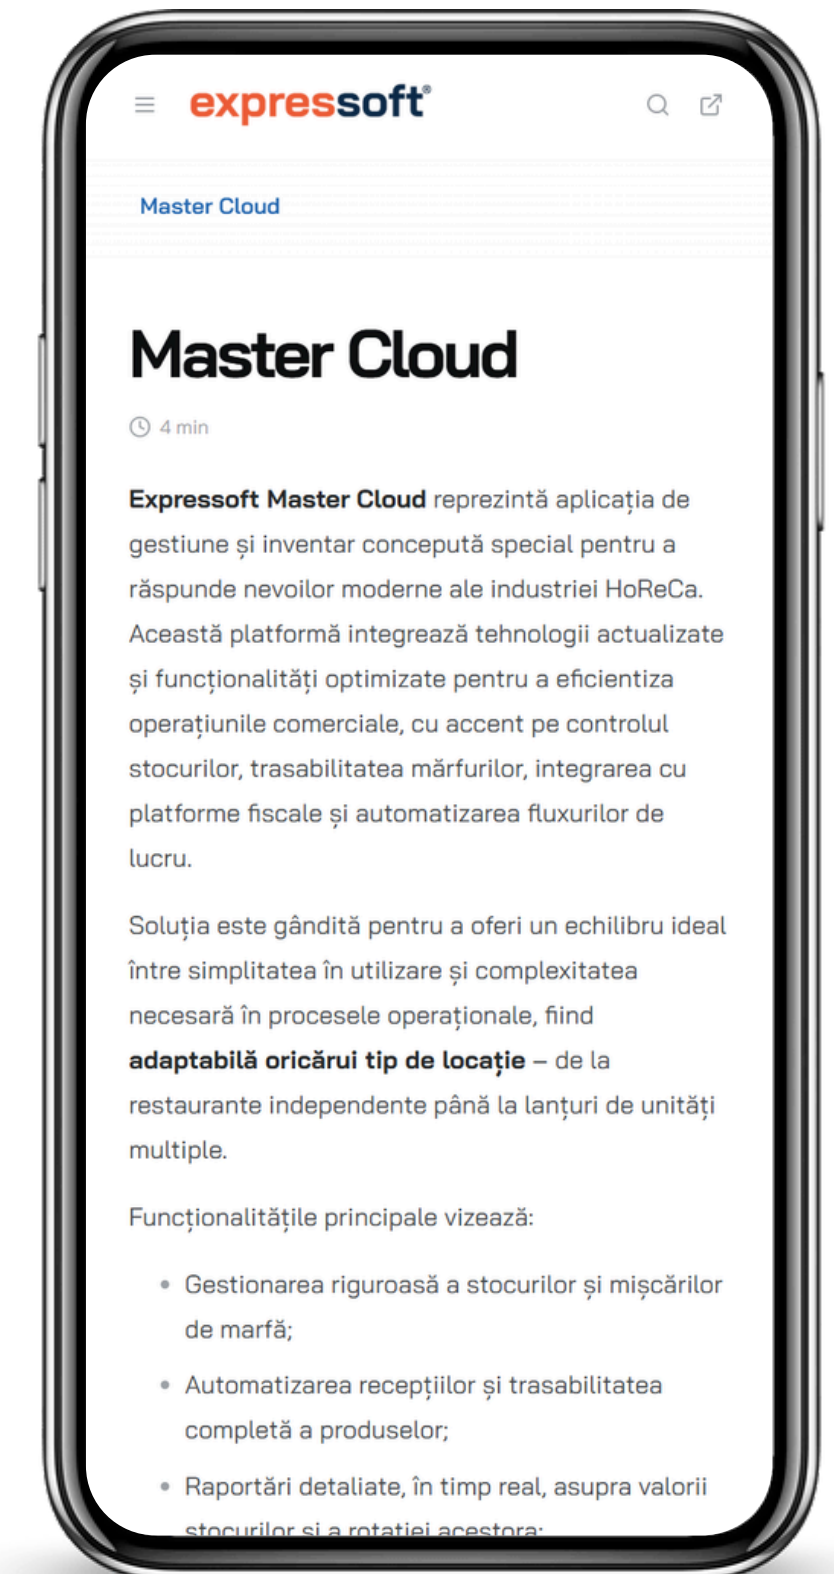 expressoft®
Master Cloud
Master Cloud
4 min
Expressoft Master Cloud reprezintă aplicația de
gestiune și inventar concepută special pentru a
răspunde nevoilor moderne ale industriei HoReCa.
Această platformă integrează tehnologii actualizate
și funcționalități optimizate pentru a eficientiza
operațiunile comerciale, cu accent pe controlul
stocurilor, trasabilitatea mărfurilor, integrarea cu
platforme fiscale și automatizarea fluxurilor de
lucru.
Soluția este gândită pentru a oferi un echilibru ideal
între simplitatea în utilizare și complexitatea
necesară în procesele operaționale, fiind
adaptabilă oricărui tip de locație – de la
restaurante independente până la lanțuri de unități
multiple.
Funcționalitățile principale vizează:
• Gestionarea riguroasă a stocurilor și mișcărilor
de marfă;
• Automatizarea recepțiilor și trasabilitatea
completă a produselor;
• Raportări detaliate, în timp real, asupra valorii
stocurilor și a rotației acestora;